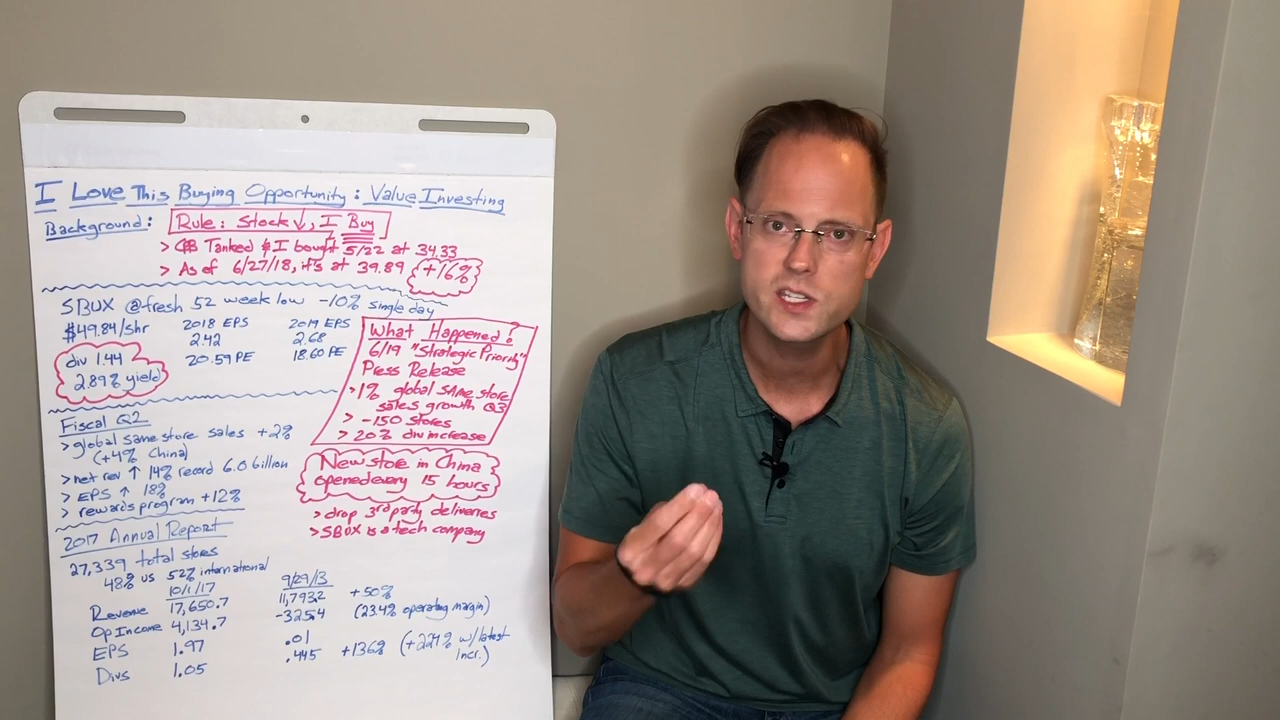 I Love This Buying Opportunity: Value Investing
Background: Rule: Stock ↓, I Buy
> CB Tanked & I bought 5/22 at 34.33
> As of 6/27/18, it's at 39.89 +16%
SBUX @ fresh 52 week low -10% single day
$49.84/shr 2018 EPS 2019 EPS
2.42 2.68
20.59 PE 18.60 PE
div 1.44
2.89% yield
What Happened?
6/19 "Strategic Priority"
Press Release
> 1% global same store
sales growth Q3
> -150 stores
> 20% div increase
Fiscal Q2
> global same store sales +2%
(+4% China)
> net rev ↑ 14% record 6.0 billion
> EPS ↑ 18%
> rewards program +12%
New store in China
opened every 15 hours
> drop 3rd party deliveries
> SBUX is a tech company
2017 Annual Report
27,339 total stores
48% US 52% international
10/1/17 9/29/13
Revenue 17,650.7 11,793.2 +50%
Op Income 4,134.7 -325.4 (23.4% operating margin)
EPS 1.97 .01
Divs 1.05 .445 +136% (+224% w/latest
incr.)